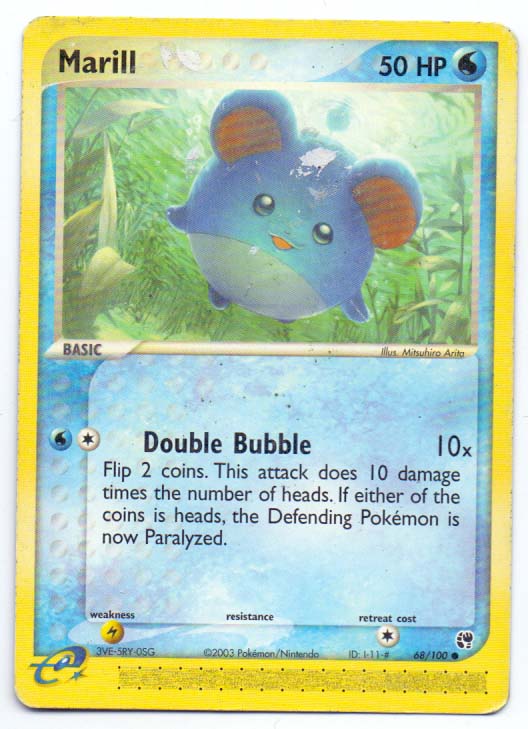 Marill
50 HP
BASIC
Illus. Mitsuhiro Arita
Double Bubble 10x
Flip 2 coins. This attack does 10 damage
times the number of heads. If either of the
coins is heads, the Defending Pokémon is
now Paralyzed.
weakness resistance retreat cost
3VE-5RY-0SG ©2003 Pokémon/Nintendo ID: I-11-# 68/100
e